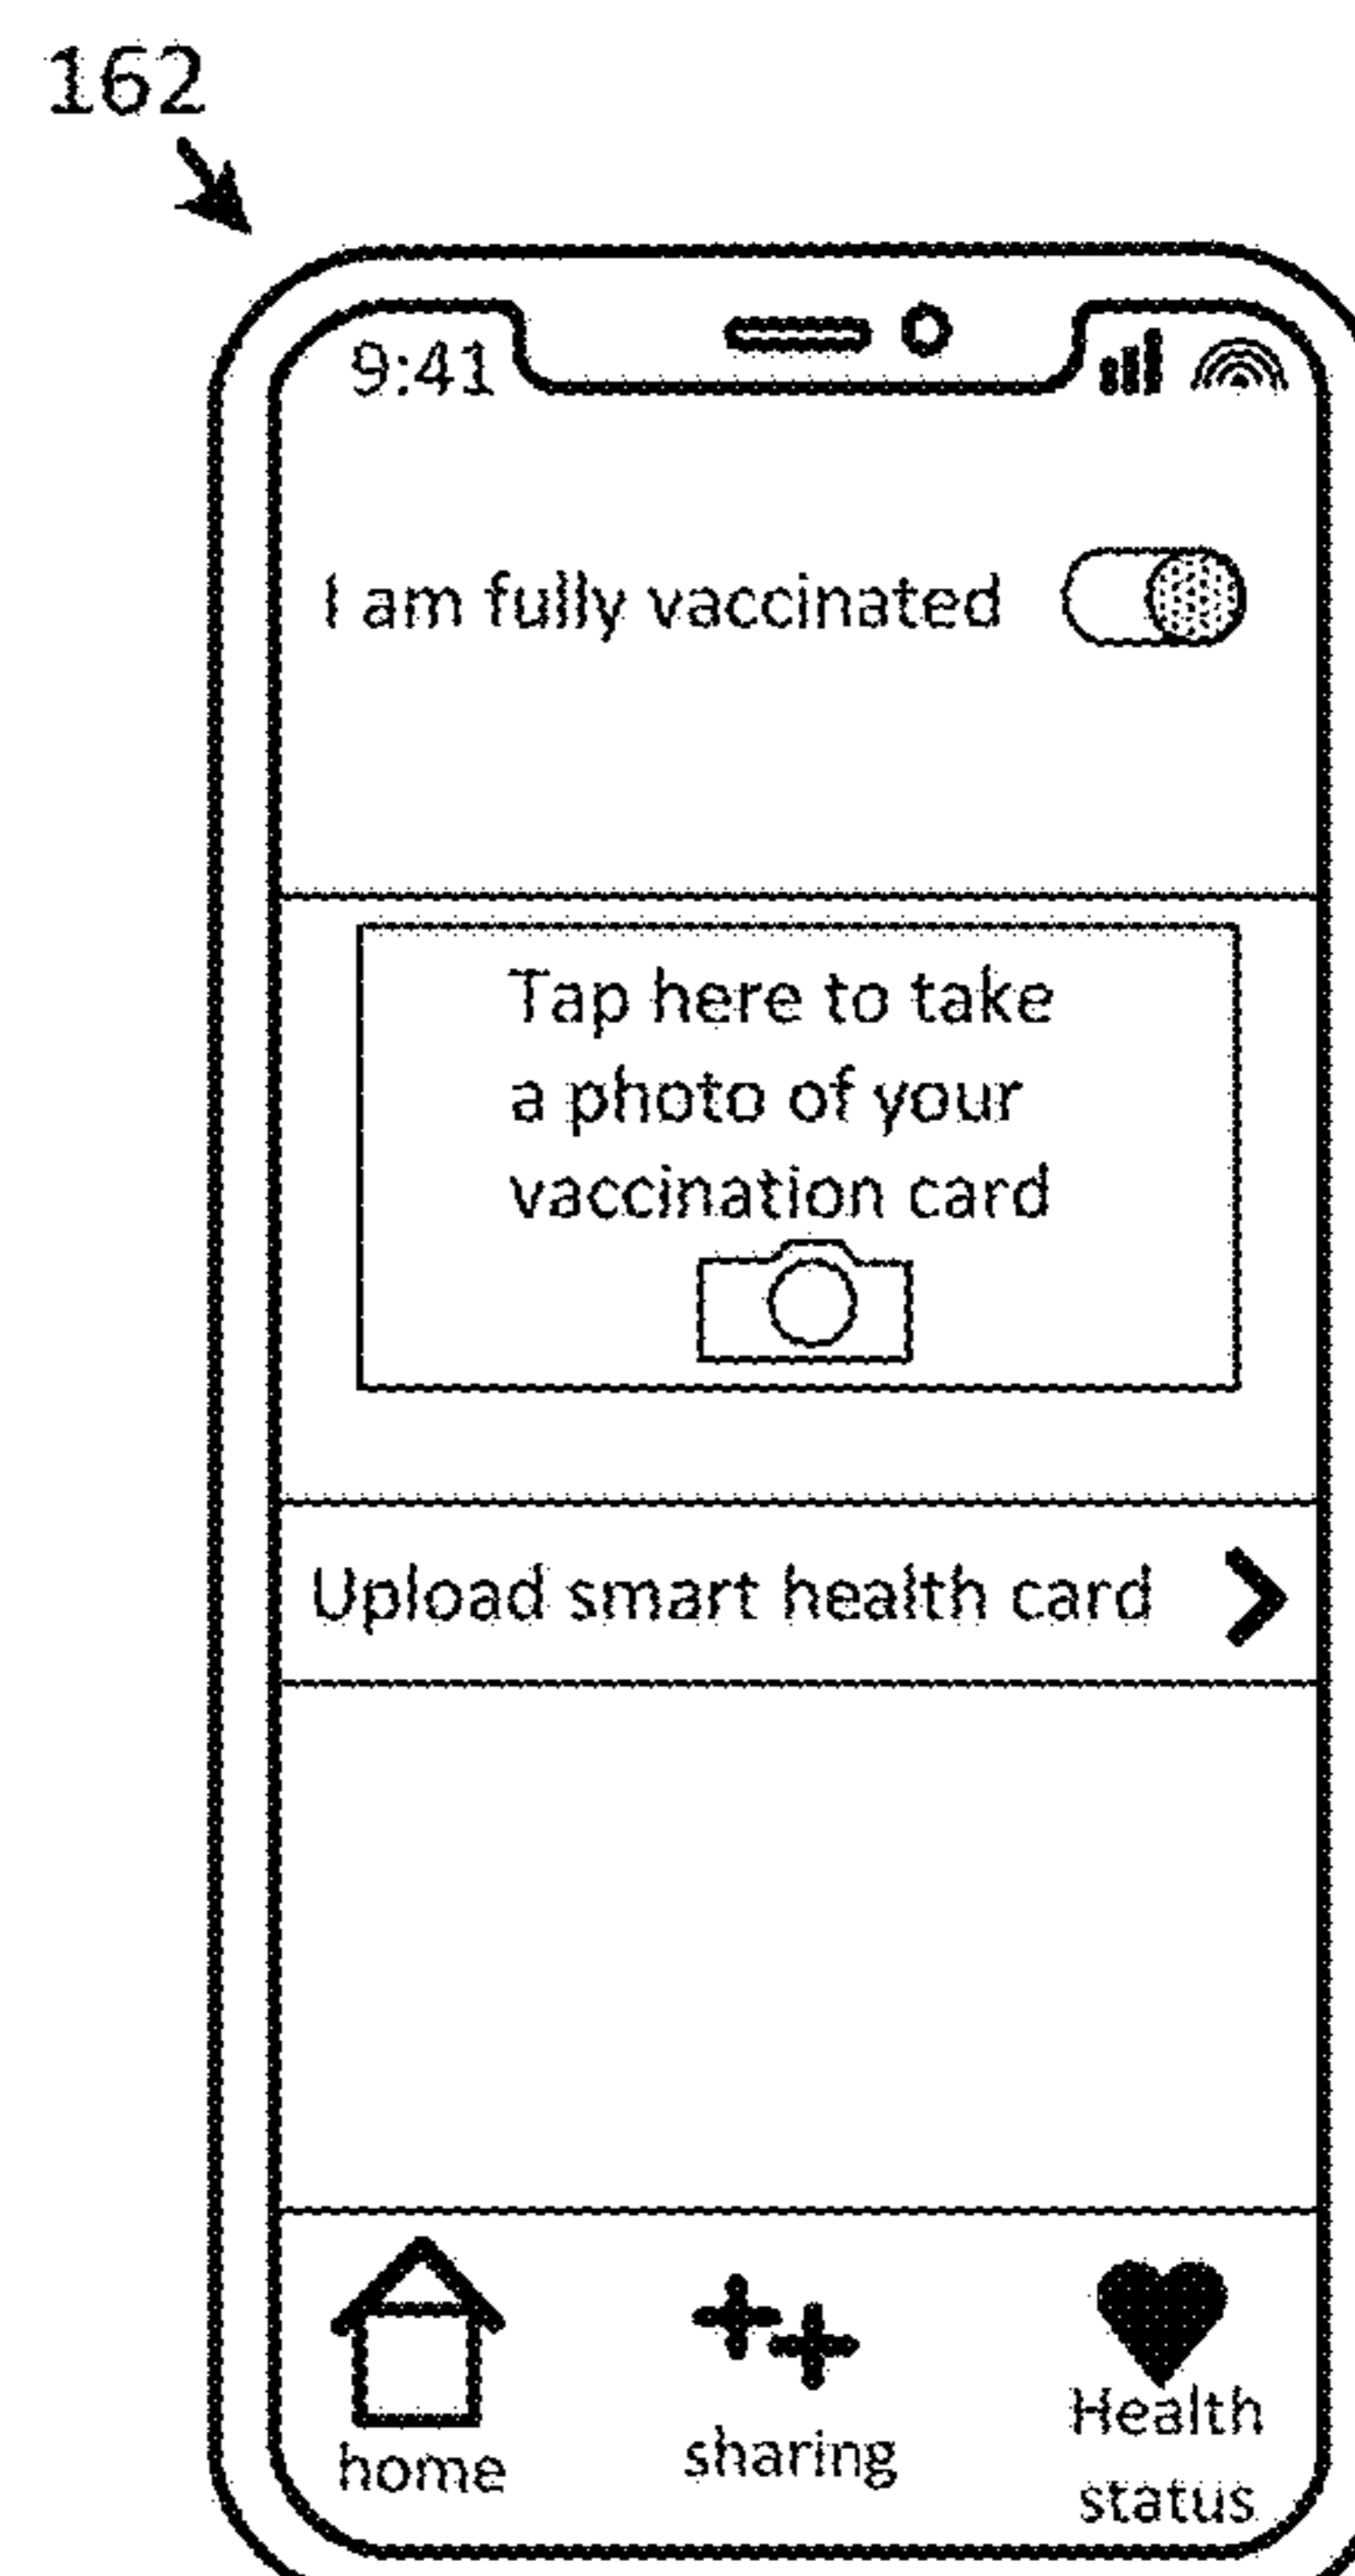 162
9:41
I am fully vaccinated
Tap here to take
a photo of your
vaccination card
Upload smart health card
home
sharing
Health
status